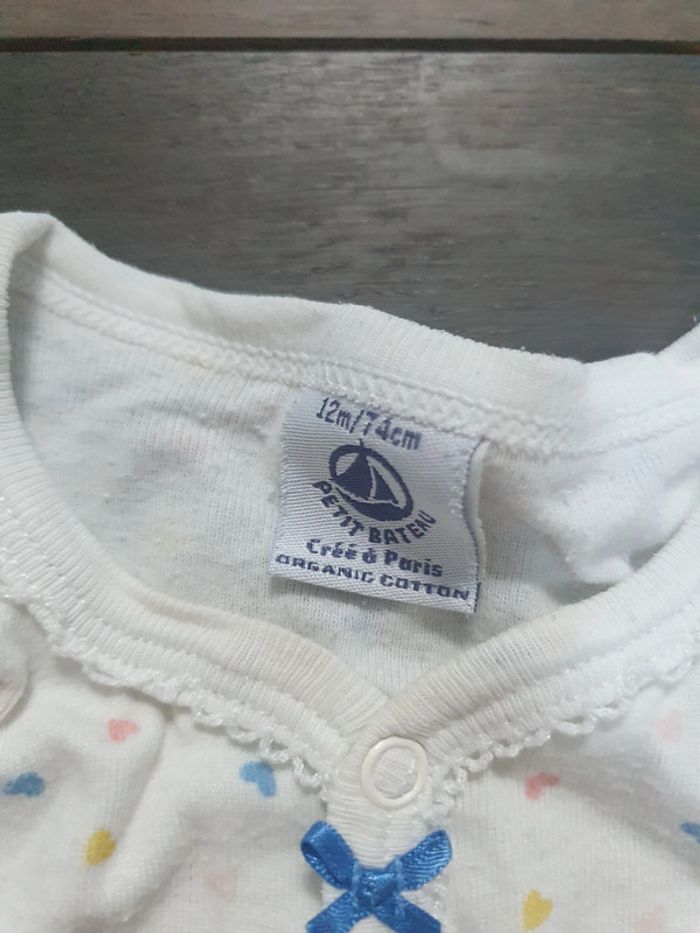 12m/74cm
PETIT BATEAU
Créé à Paris
ORGANIC COTTON